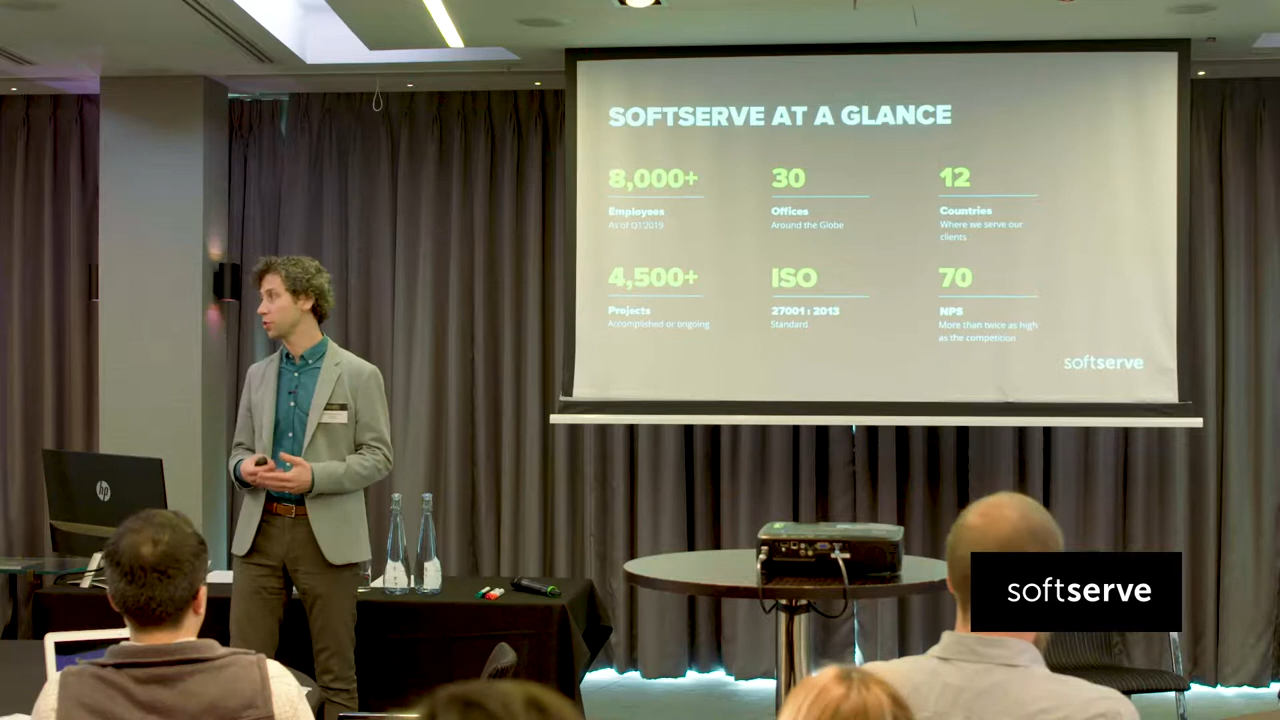 SOFTSERVE AT A GLANCE
8,000+
Employees
As of Q1'2019
30
Offices
Around the Globe
12
Countries
Where we serve our
clients
4,500+
Projects
Accomplished or ongoing
ISO
27001 : 2013
Standard
70
NPS
More than twice as high
as the competition
softserve
hp
softserve